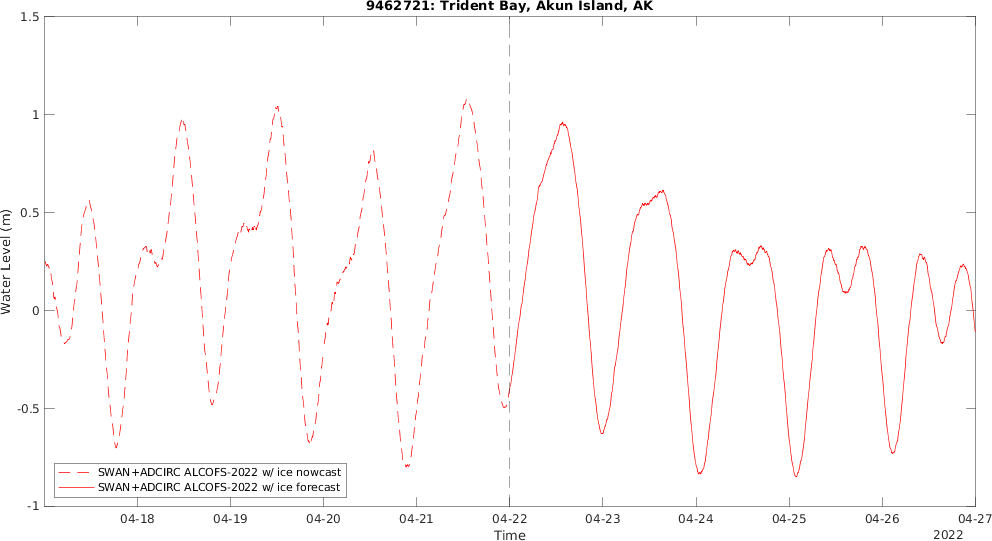 9462721: Trident Bay, Akun Island, AK
1.5
1
0.5
0
-0.5
-1
Water Level (m)
SWAN+ADCIRC ALCOFS-2022 w/ ice nowcast
SWAN+ADCIRC ALCOFS-2022 w/ ice forecast
04-18 04-19 04-20 04-21 04-22 04-23 04-24 04-25 04-26 04-27
Time
2022